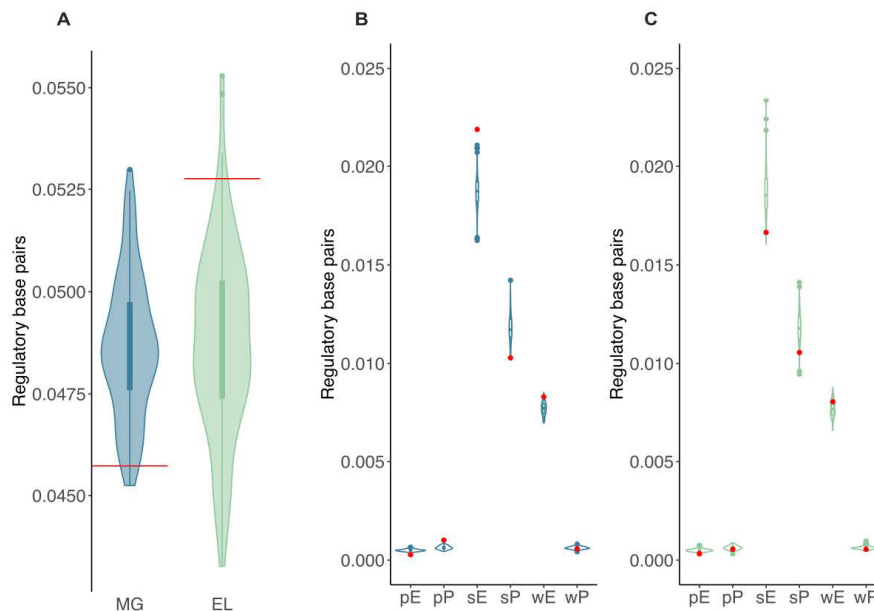 A
B
C
Regulatory base pairs
0.0550
0.0525
0.0500
0.0475
0.0450
MG EL
Regulatory base pairs
0.025
0.020
0.015
0.010
0.005
0.000
pE pP sE sP wE wP
Regulatory base pairs
0.025
0.020
0.015
0.010
0.005
0.000
pE pP sE sP wE wP